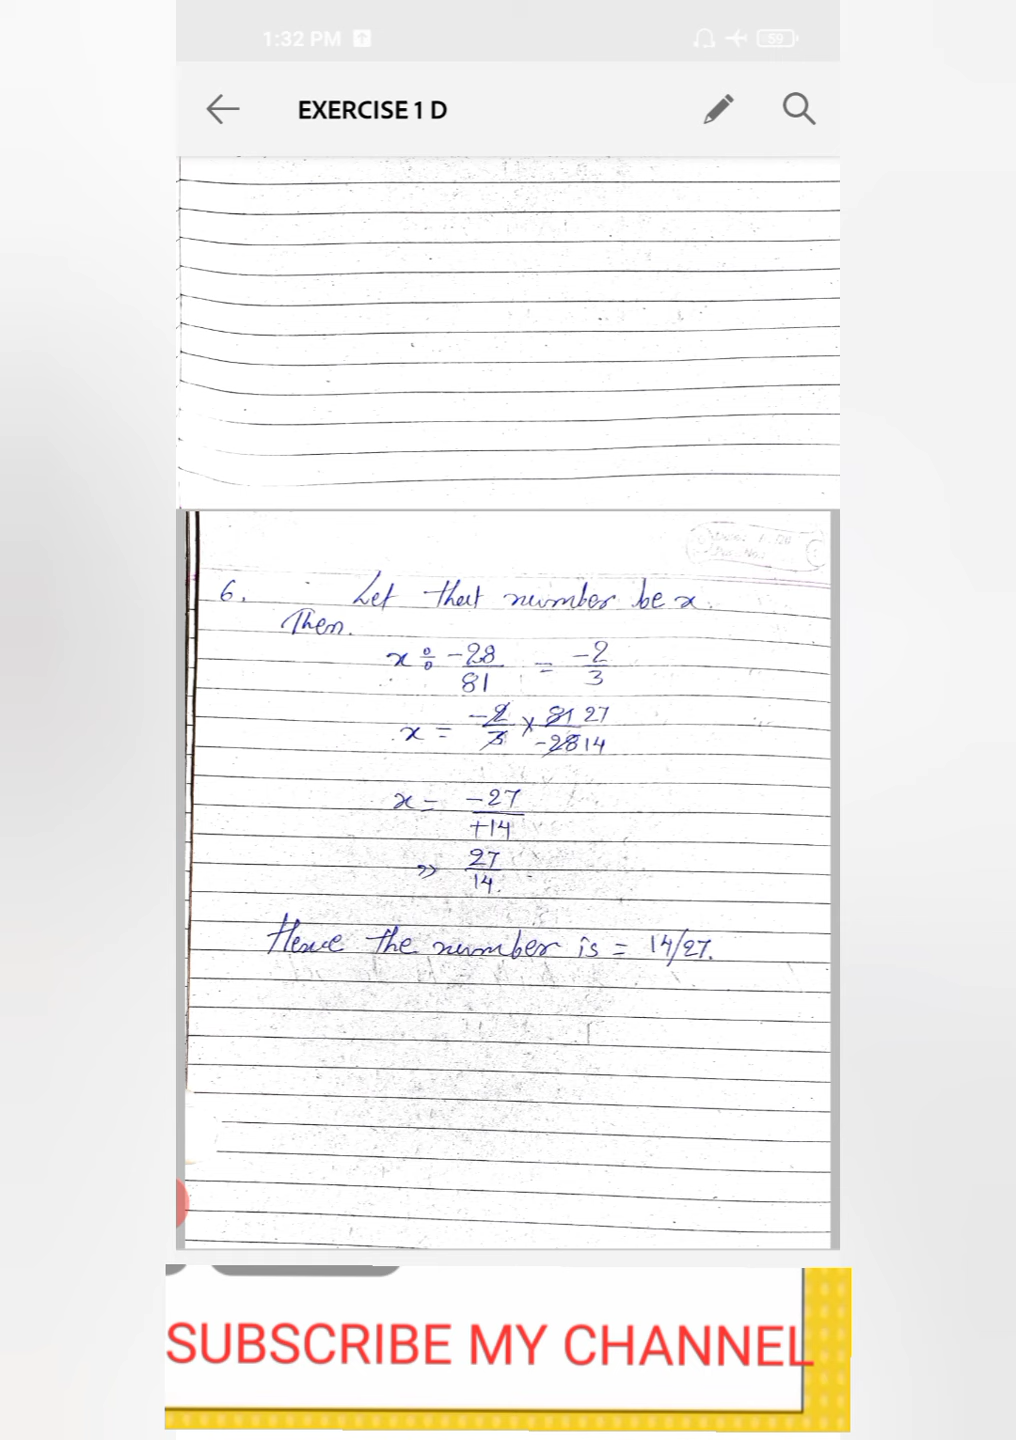 1:32 PM
59
EXERCISE 1 D
6. Let that number be x.
Then.
x ÷ -28/81 = -2/3
x = -2/3 × 81 27/-28 14
x = -27/+14
⇒ 27/14.
Hence the number is = 14/27.
SUBSCRIBE MY CHANNEL